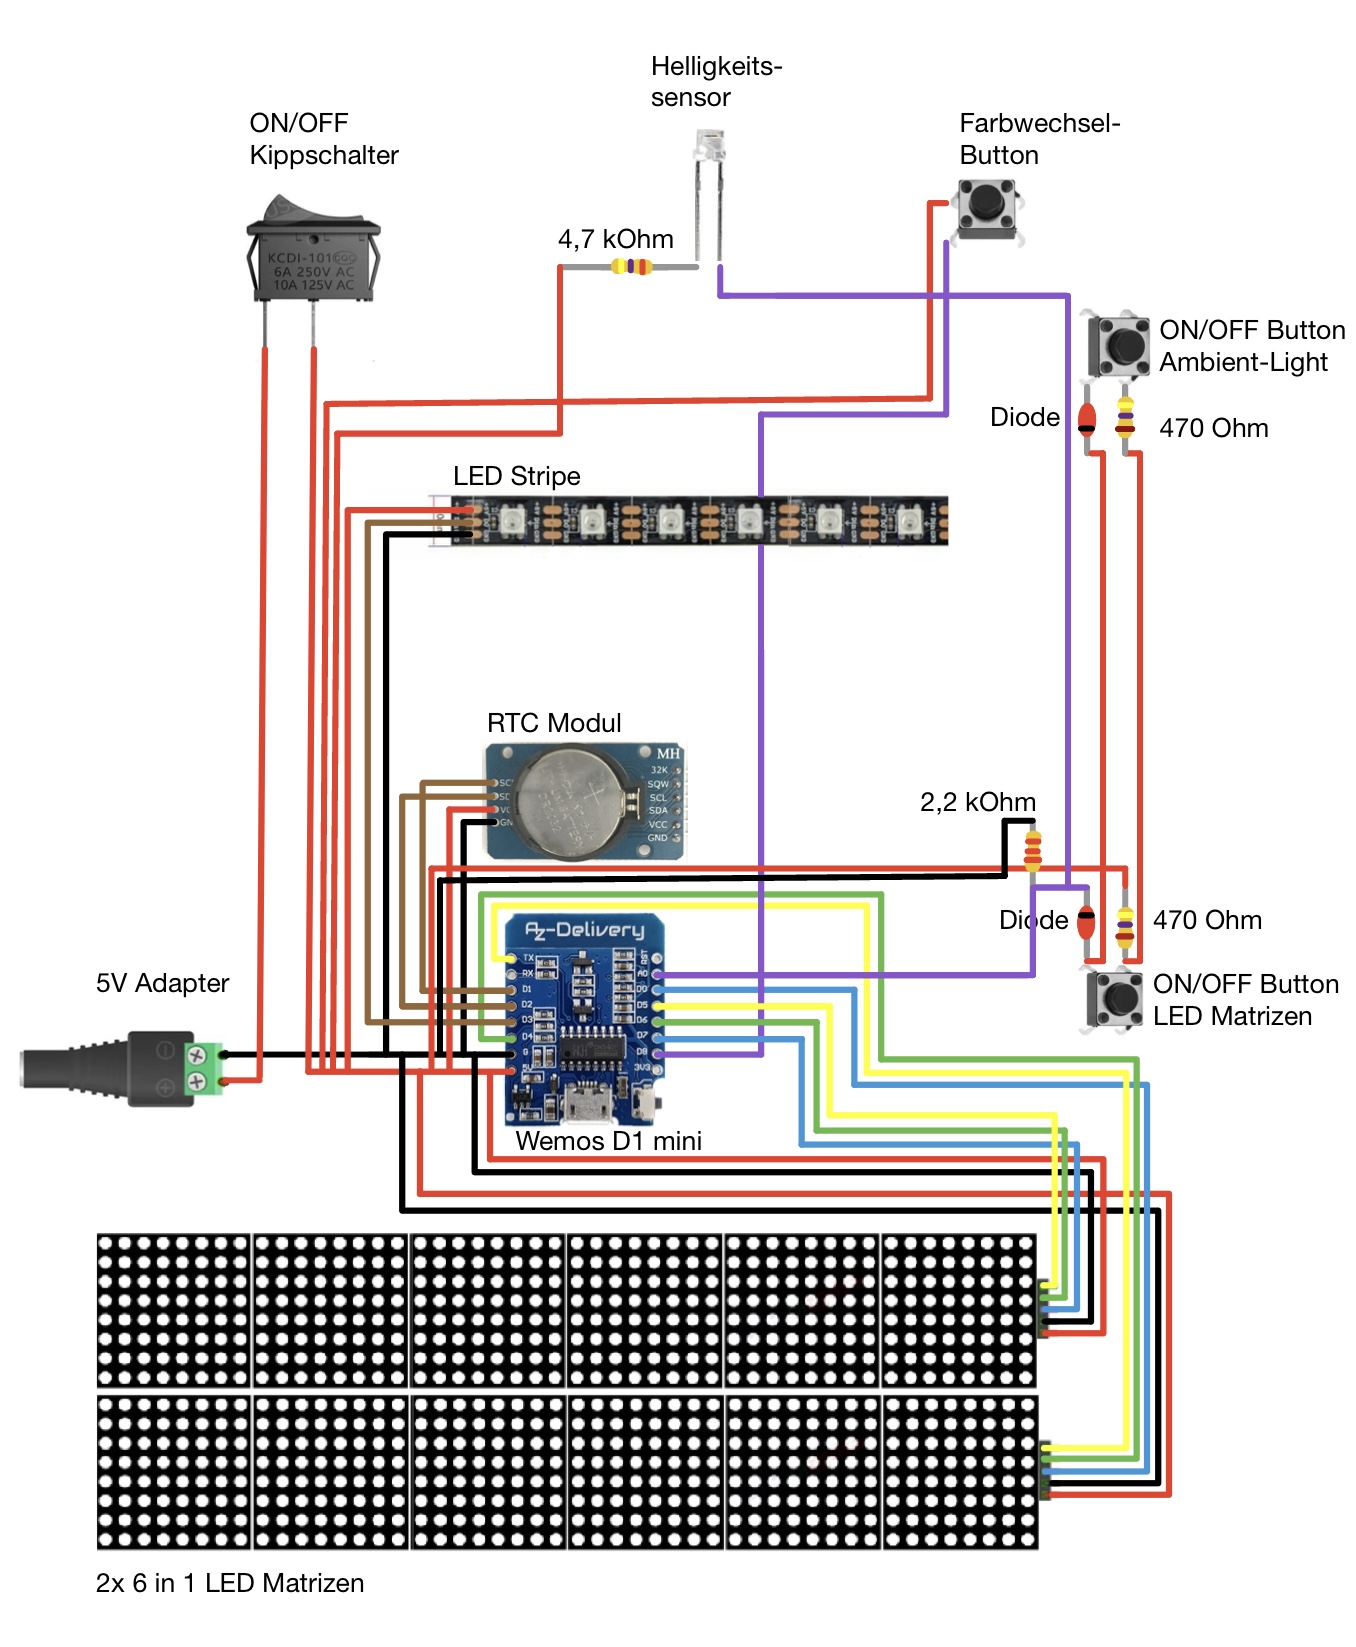 Helligkeits-
sensor
ON/OFF
Kippschalter
Farbwechsel-
Button
KCDI-101
6A 250V AC
10A 125V AC
4,7 kOhm
ON/OFF Button
Ambient-Light
Diode
470 Ohm
LED Stripe
RTC Modul
MH
32K
SQW
SCL
SDA
VCC
GND
2,2 kOhm
Diode
470 Ohm
AZ-Delivery
TX
RX
D1
D2
D3
D4
G
5V
RST
A0
D0
D5
D6
D7
D8
3V3
5V Adapter
ON/OFF Button
LED Matrizen
Wemos D1 mini
2x 6 in 1 LED Matrizen